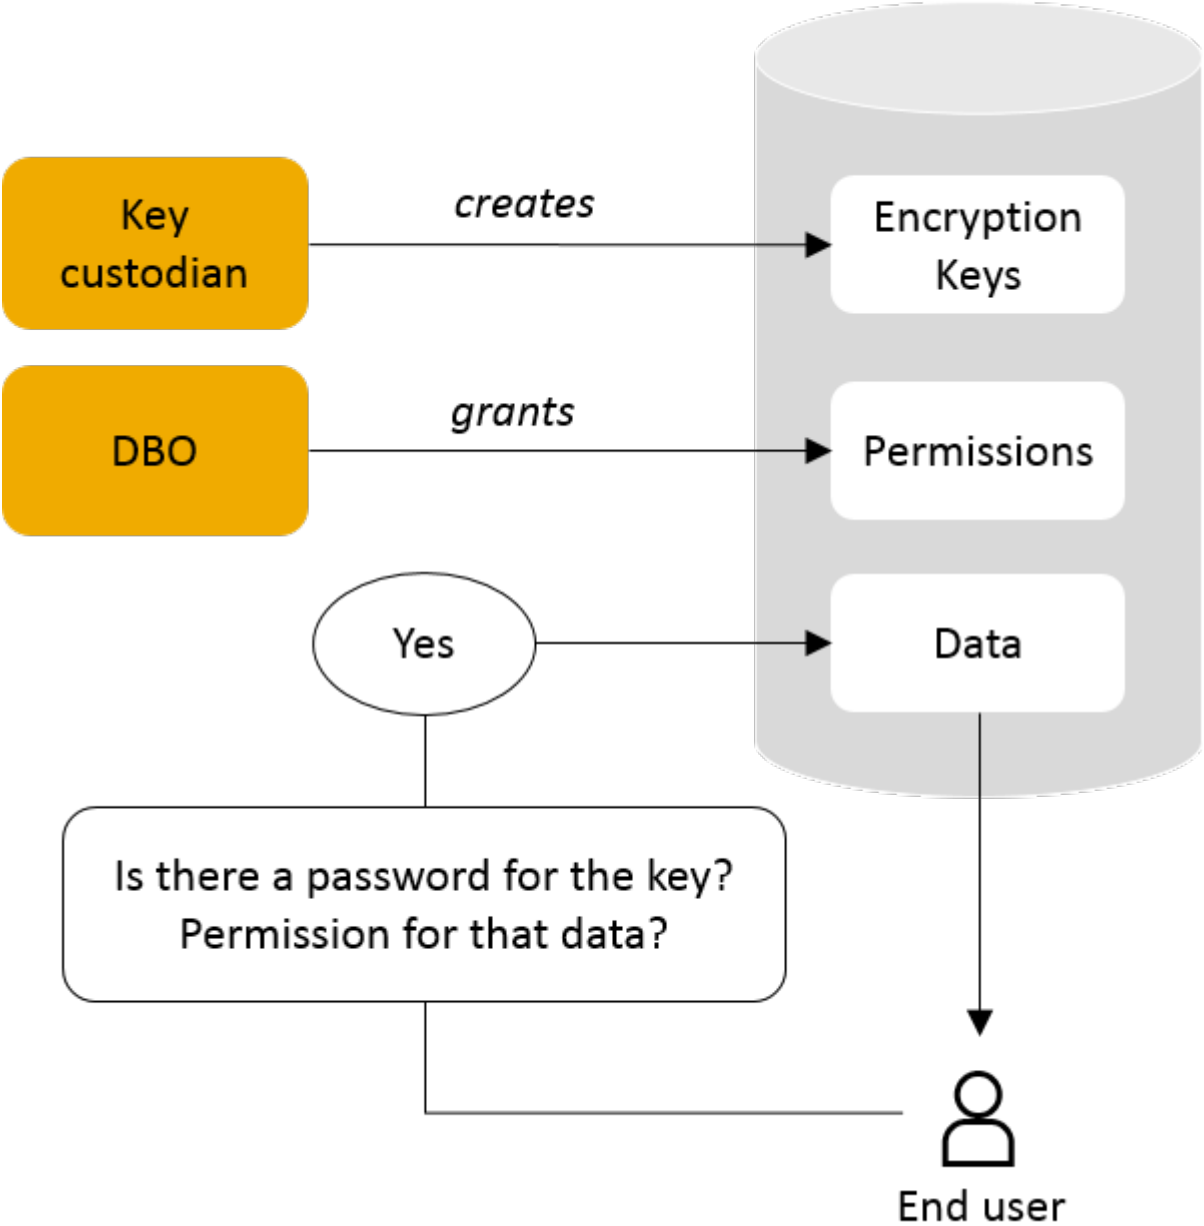 Key
custodian
creates
Encryption
Keys
DBO
grants
Permissions
Yes
Data
Is there a password for the key?
Permission for that data?
End user